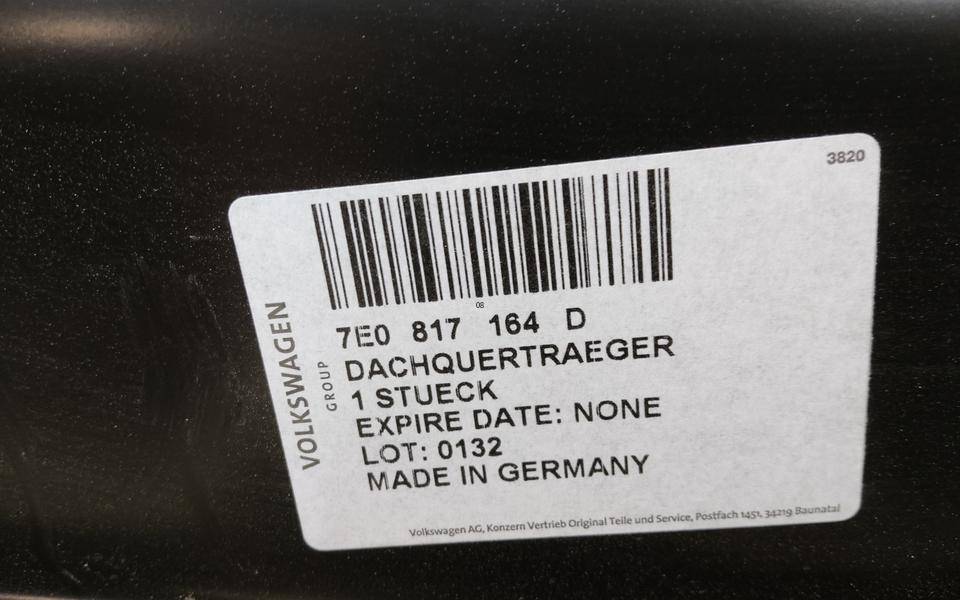 3820
08
7E0 817 164 D
DACHQUERTRAEGER
1 STUECK
EXPIRE DATE: NONE
LOT: 0132
MADE IN GERMANY
VOLKSWAGEN
GROUP
Volkswagen AG, Konzern Vertrieb Original Teile und Service, Postfach 1451, 34219 Baunatal